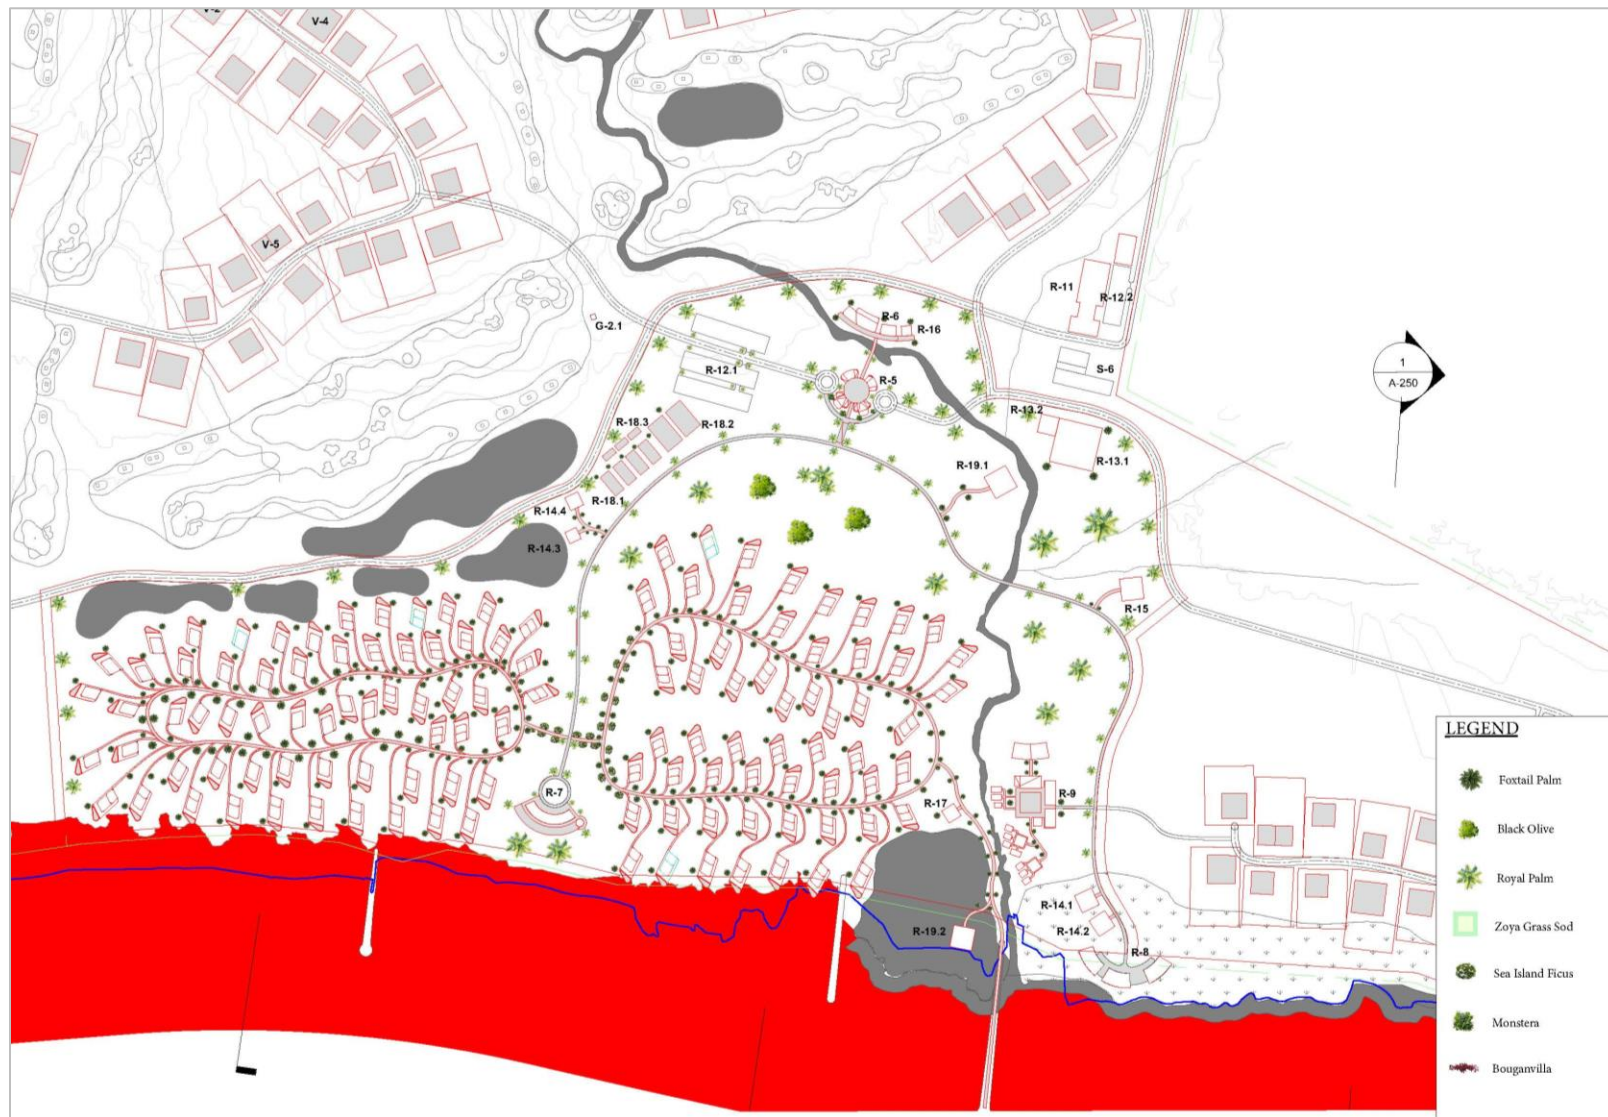 V-2
V-4
V-5
G-2.1
R-11
R-12.2
R-6
R-16
S-6
R-12.1
R-5
1
A-250
R-13.2
R-18.3
R-18.2
R-13.1
R-19.1
R-18.1
R-14.4
R-14.3
R-15
R-7
R-9
R-17
R-14.1
R-14.2
R-19.2
R-8
LEGEND
Foxtail Palm
Black Olive
Royal Palm
Zoya Grass Sod
Sea Island Ficus
Monstera
Bouganvilla